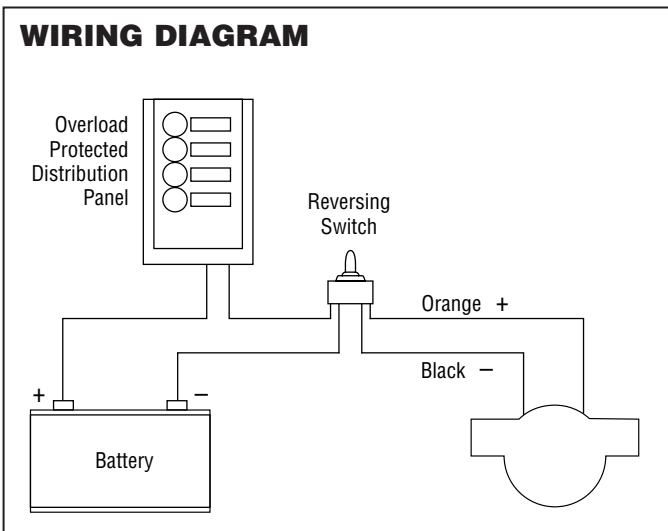 WIRING DIAGRAM
Overload
Protected
Distribution
Panel
Reversing
Switch
Orange +
Black –
+ –
Battery